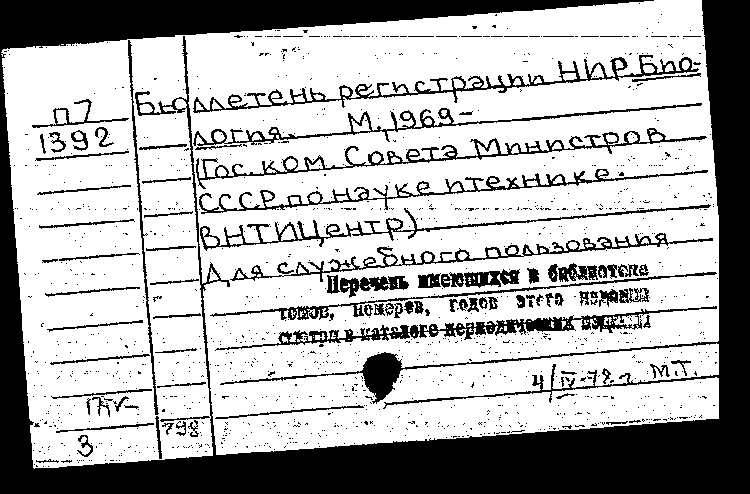 П7
1392
Бюллетень регистрации НИР. Био-
логия. М., 1969-
(Гос. ком. Совета Министров
СССР по науке и технике.
ВНТИЦентр)
Для служебного пользования
Перечень имеющихся в библиотеке
томов, номеров, годов этого издания
смотри в каталоге периодических изданий
4/IV-78 г. М.Т.
798
3